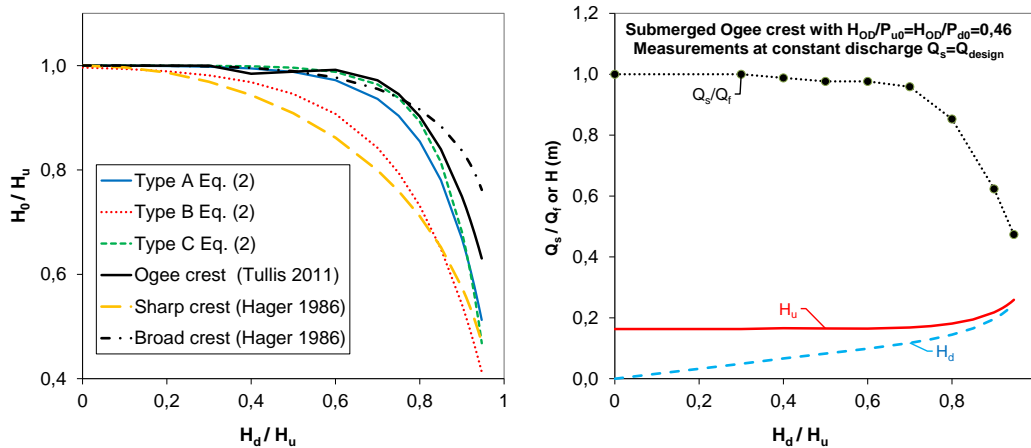 1,0
0,8
0,6
0,4
H0 / Hu
Type A Eq. (2)
Type B Eq. (2)
Type C Eq. (2)
Ogee crest (Tullis 2011)
Sharp crest (Hager 1986)
Broad crest (Hager 1986)
0 0,2 0,4 0,6 0,8 1
Hd / Hu
Submerged Ogee crest with HOD/Pu0=HOD/Pd0=0,46
Measurements at constant discharge Qs=Qdesign
1,2
1,0
0,8
0,6
0,4
0,2
0,0
Qs / Qf or H (m)
Qs/Qf
Hu
Hd
0,0 0,2 0,4 0,6 0,8
Hd / Hu